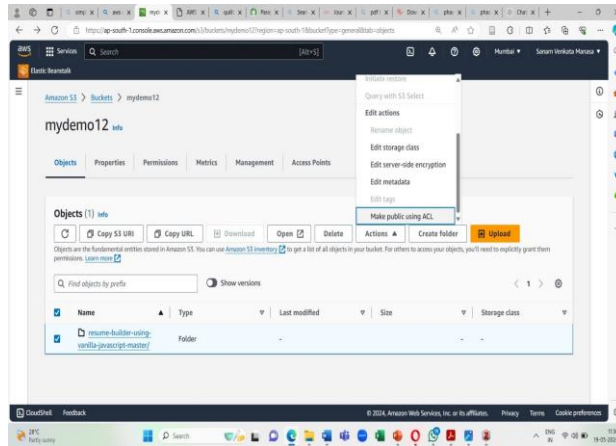 https://ap-south-1.console.aws.amazon.com/s3/buckets/mydemo12?region=ap-south-1&bucketType=general&tab=objects
aws
Services
Search
[Alt+S]
Mumbai
Sanam Venkata Manasa
Elastic Beanstalk
Amazon S3 > Buckets > mydemo12
mydemo12 Info
Objects Properties Permissions Metrics Management Access Points
Initiate restore
Query with S3 Select
Edit actions
Rename object
Edit storage class
Edit server-side encryption
Edit metadata
Edit tags
Make public using ACL
Objects (1) Info
Copy S3 URI
Copy URL
Download
Open
Delete
Actions
Create folder
Upload
Objects are the fundamental entities stored in Amazon S3. You can use Amazon S3 inventory to get a list of all objects in your bucket. For others to access your objects, you'll need to explicitly grant them
permissions. Learn more
Find objects by prefix
Show versions
1
Name Type Last modified Size Storage class
resume-builder-using-
vanilla-javascript-master/
Folder - - -
CloudShell Feedback © 2024, Amazon Web Services, Inc. or its affiliates. Privacy Terms Cookie preferences
Partly sunny
Search
ENG
IN